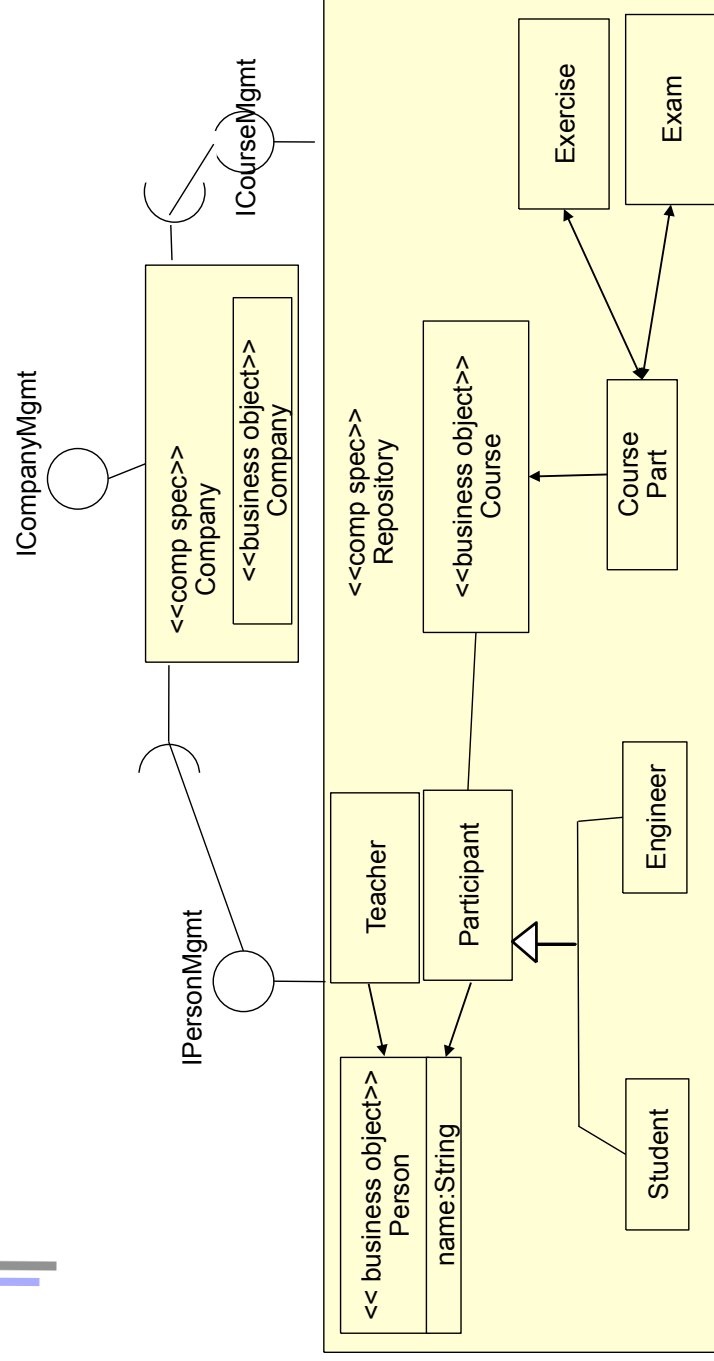 ICompanyMgmt
IPersonMgmt
ICourseMgmt
<<comp spec>>
Company
<<business object>>
Company
<<comp spec>>
Repository
<< business object>>
Person
name:String
Teacher
Participant
<<business object>>
Course
Exercise
Student
Engineer
Course
Part
Exam